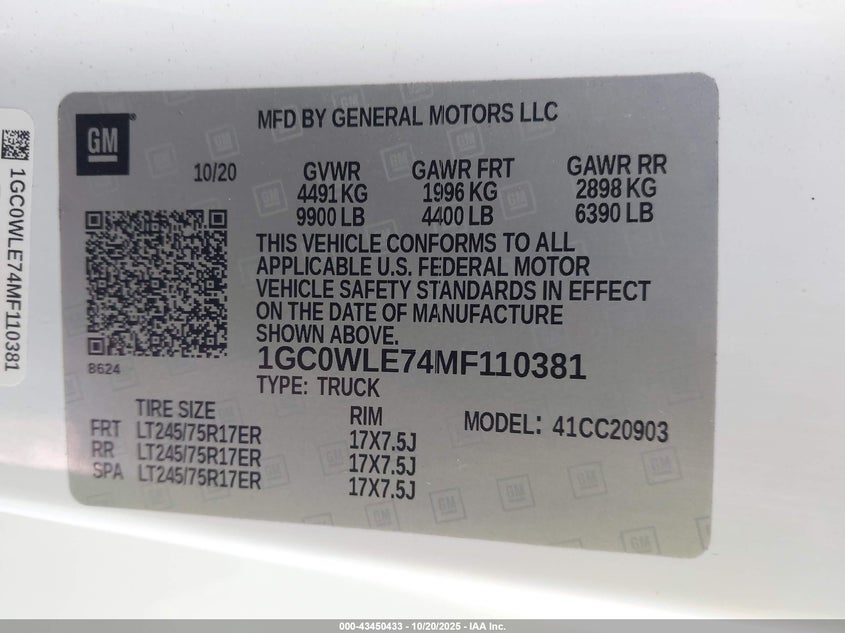 GM
MFD BY GENERAL MOTORS LLC
10/20
GVWR GAWR FRT GAWR RR
4491 KG 1996 KG 2898 KG
9900 LB 4400 LB 6390 LB
THIS VEHICLE CONFORMS TO ALL
APPLICABLE U.S. FEDERAL MOTOR
VEHICLE SAFETY STANDARDS IN EFFECT
ON THE DATE OF MANUFACTURE
SHOWN ABOVE.
8624
1GC0WLE74MF110381
TYPE: TRUCK
TIRE SIZE RIM MODEL: 41CC20903
FRT LT245/75R17ER 17X7.5J
RR LT245/75R17ER 17X7.5J
SPA LT245/75R17ER 17X7.5J
1GC0WLE74MF110381
000-43450433 - 10/20/2025 - IAA Inc.